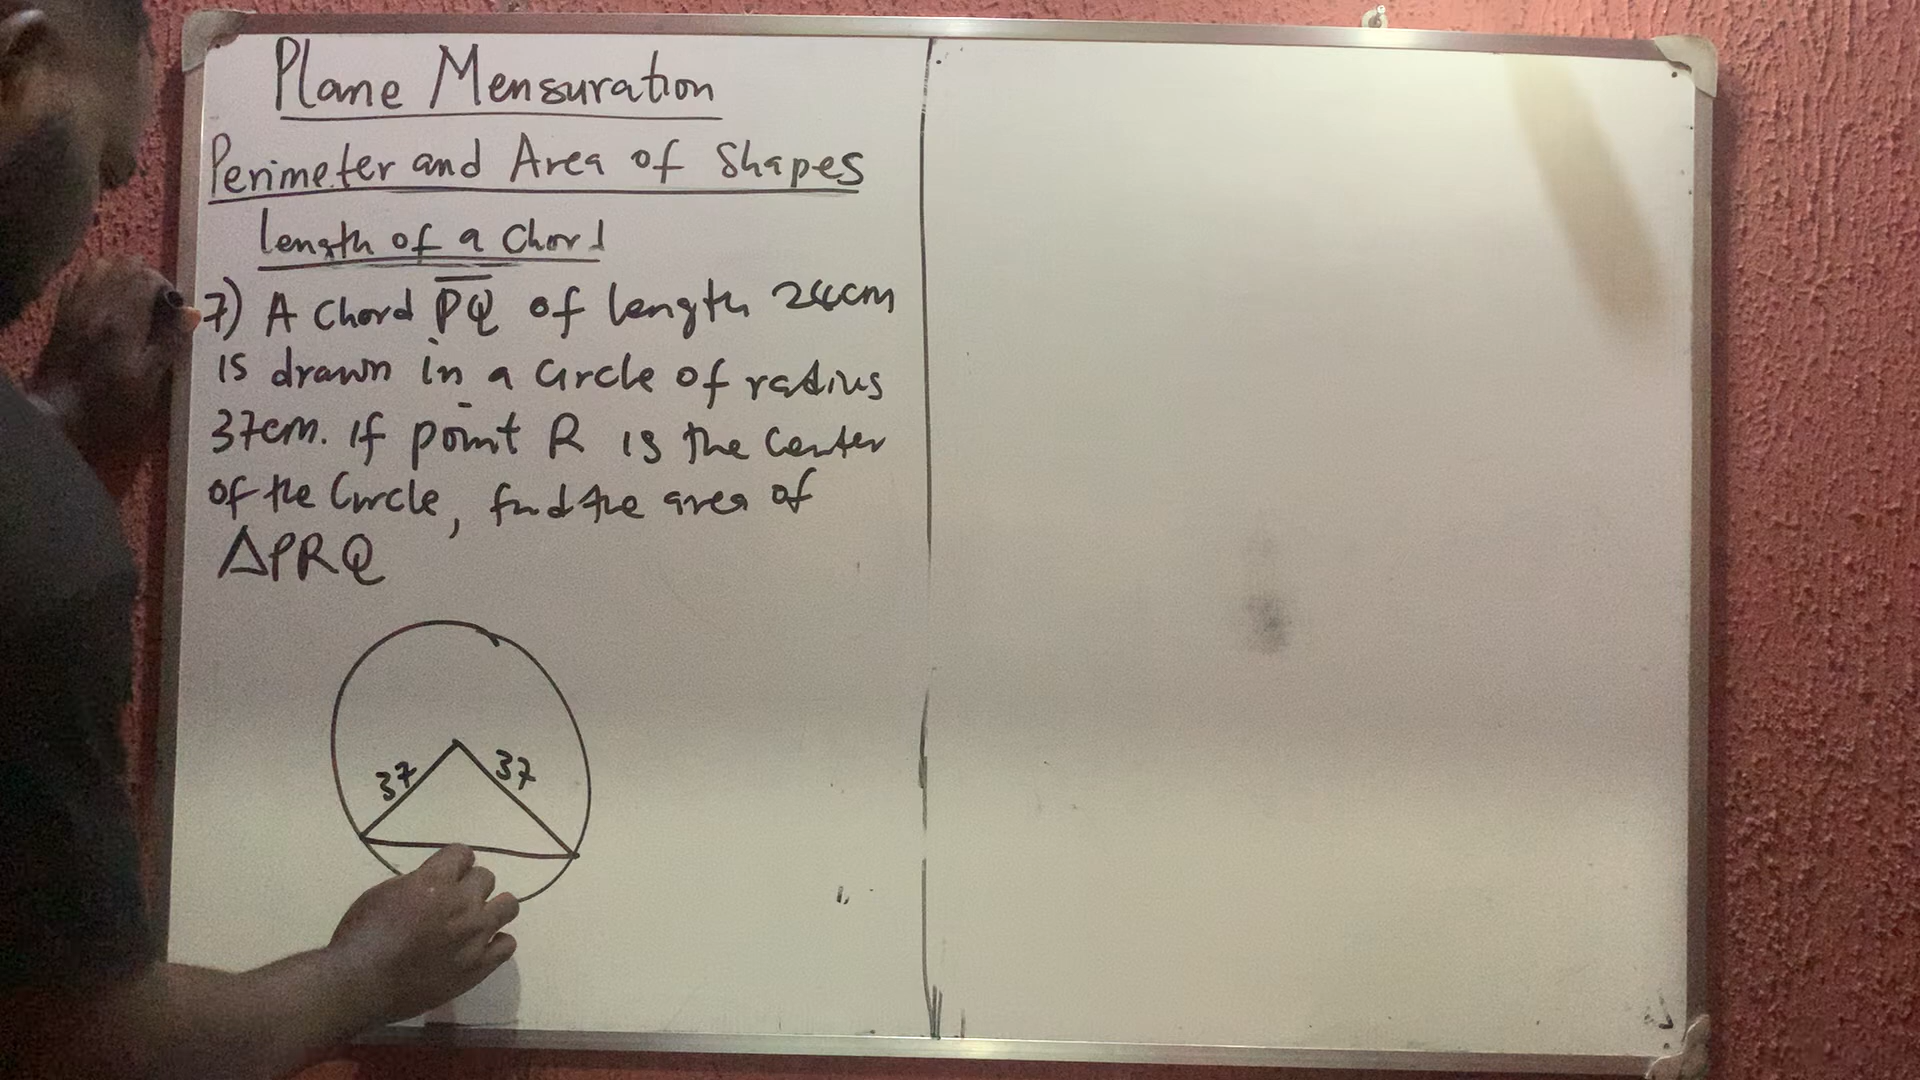 Plane Mensuration
Perimeter and Area of Shapes
length of a Chord
7) A Chord PQ of length 24cm
is drawn in a circle of radius
37cm. If point R is the center
of the Circle, find the area of
△PRQ
37 37